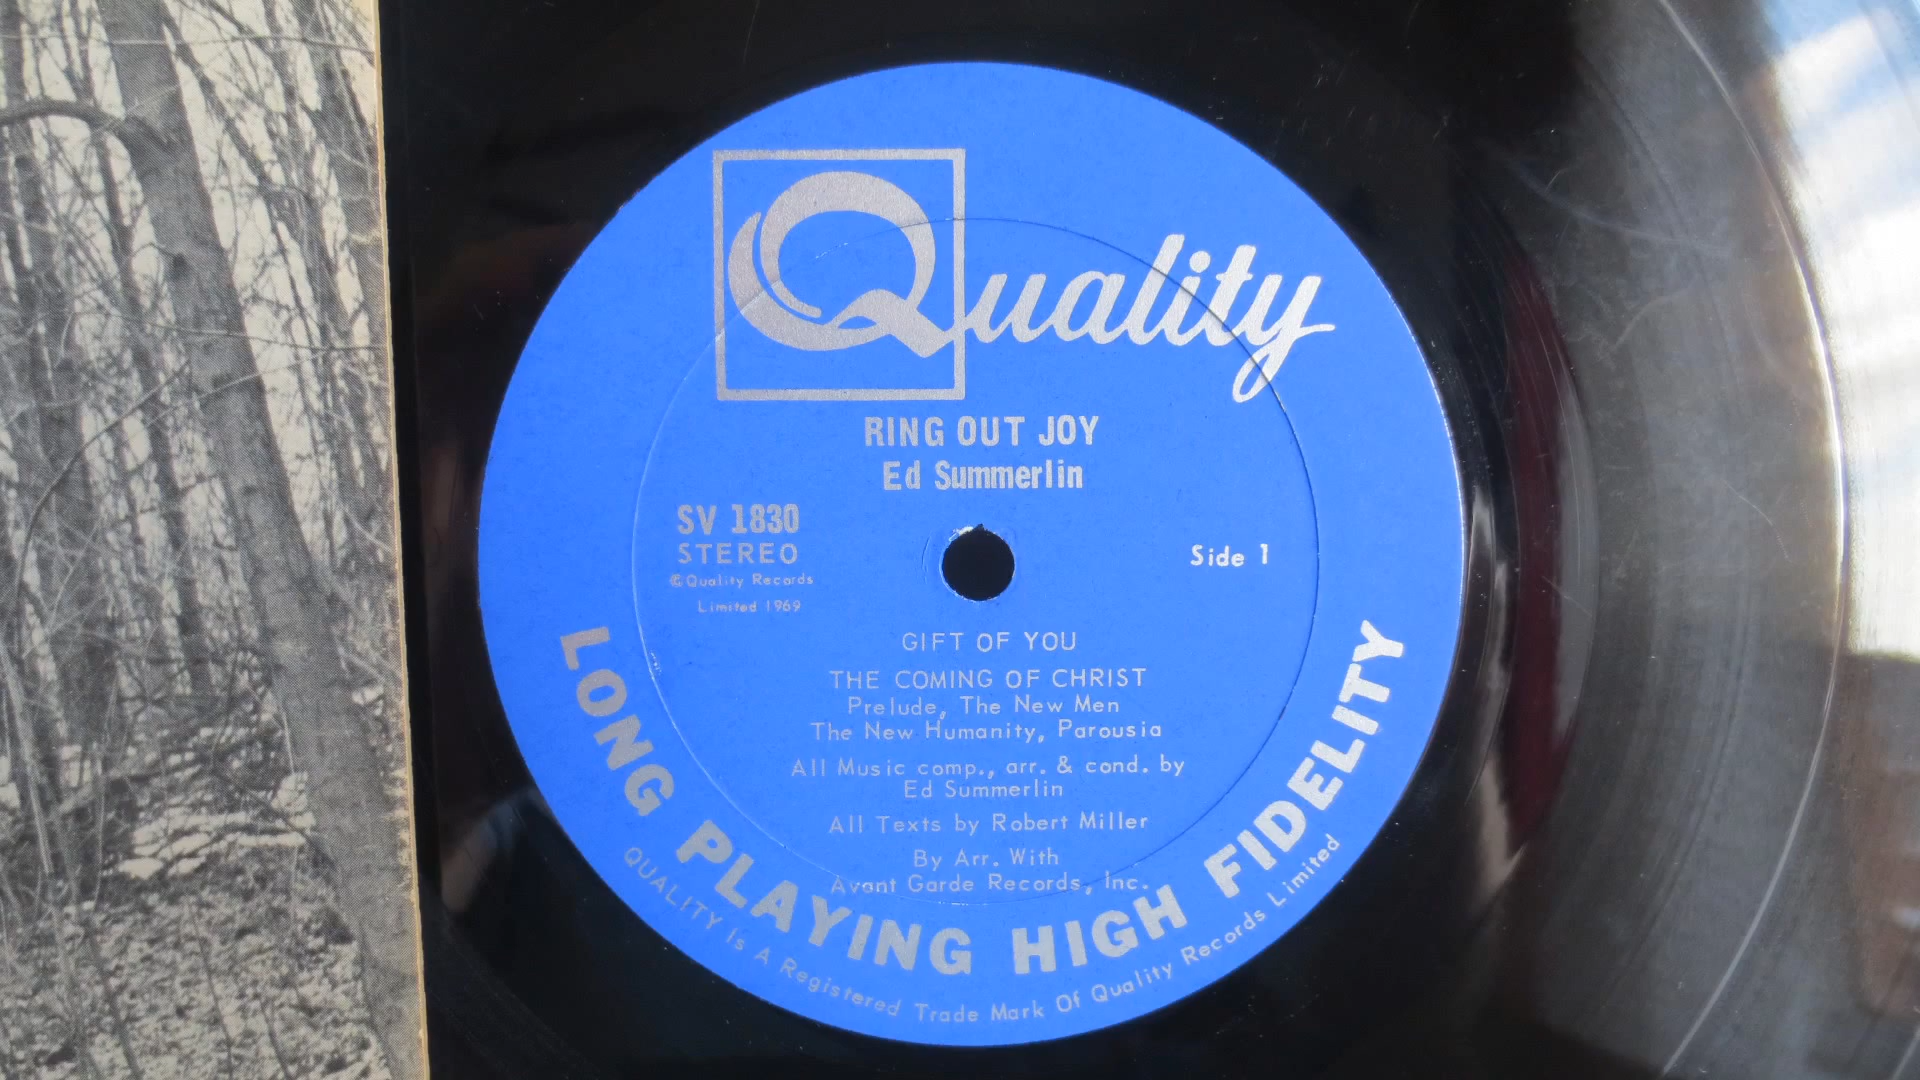 Quality
RING OUT JOY
Ed Summerlin
SV 1830
STEREO
©Quality Records
Limited 1969
Side 1
GIFT OF YOU
THE COMING OF CHRIST
Prelude, The New Men
The New Humanity, Parousia
All Music comp., arr. & cond. by
Ed Summerlin
All Texts by Robert Miller
By Arr. With
Avant Garde Records, Inc.
LONG PLAYING HIGH FIDELITY
QUALITY Is A Registered Trade Mark Of Quality Records Limited